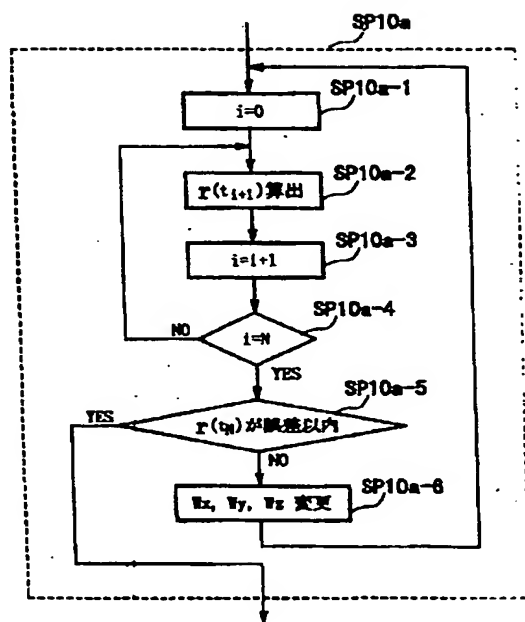 SP10a
SP10a-1
i=0
SP10a-2
r(ti+1)算出
SP10a-3
i=i+1
SP10a-4
NO
i=N
YES
SP10a-5
YES
r(tN)が誤差以内
NO
SP10a-6
Wx, Wy, Wz 変更